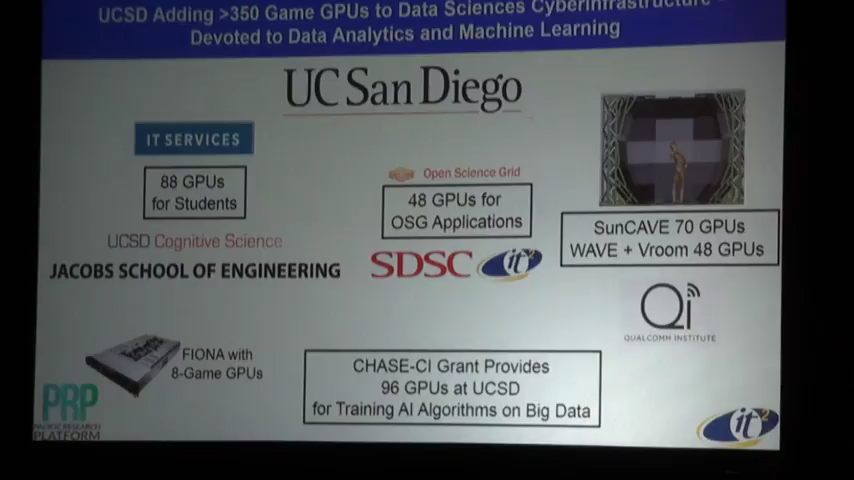 UCSD Adding >350 Game GPUs to Data Sciences Cyberinfrastructure -
Devoted to Data Analytics and Machine Learning
UC San Diego
IT SERVICES
88 GPUs
for Students
Open Science Grid
48 GPUs for
OSG Applications
SunCAVE 70 GPUs
WAVE + Vroom 48 GPUs
UCSD Cognitive Science
JACOBS SCHOOL OF ENGINEERING
SDSC it2
Qi
QUALCOMM INSTITUTE
FIONA with
8-Game GPUs
CHASE-CI Grant Provides
96 GPUs at UCSD
for Training AI Algorithms on Big Data
PRP
PACIFIC RESEARCH
PLATFORM
it2